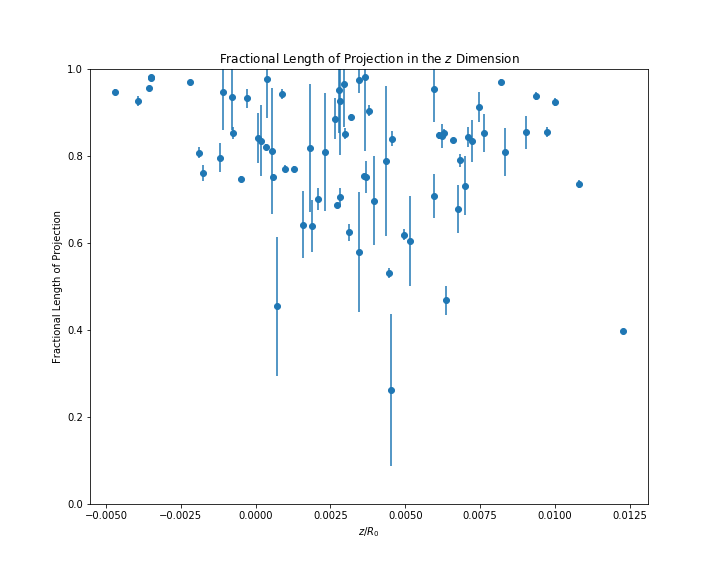 Fractional Length of Projection in the z Dimension
1.0
0.8
0.6
0.4
0.2
0.0
Fractional Length of Projection
−0.0050 −0.0025 0.0000 0.0025 0.0050 0.0075 0.0100 0.0125
z/R₀